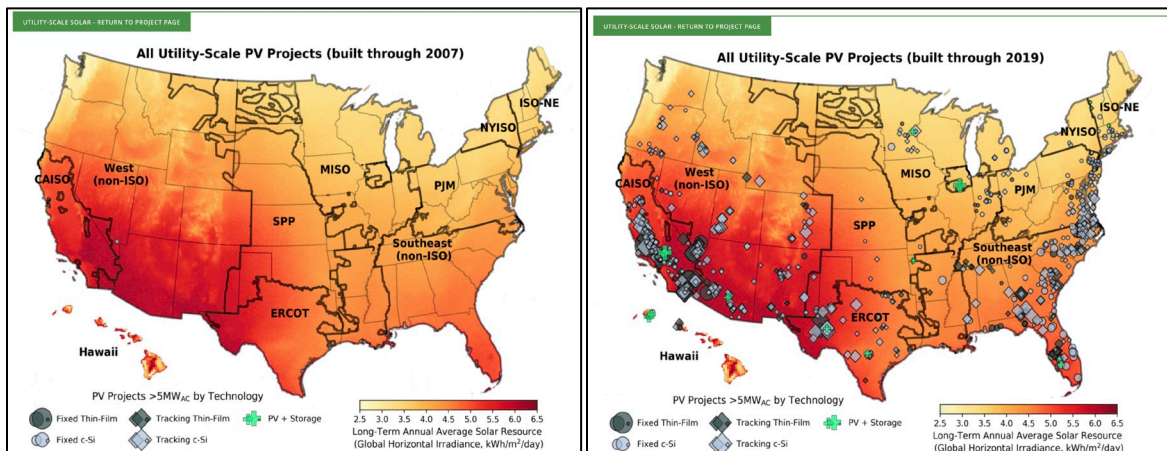 UTILITY-SCALE SOLAR - RETURN TO PROJECT PAGE
All Utility-Scale PV Projects (built through 2007)
ISO-NE
NYISO
MISO
West
(non-ISO)
CAISO
PJM
SPP
Southeast
(non-ISO)
ERCOT
Hawaii
PV Projects >5MWAC by Technology
Fixed Thin-Film
Tracking Thin-Film
PV + Storage
Fixed c-Si
Tracking c-Si
2.5 3.0 3.5 4.0 4.5 5.0 5.5 6.0 6.5
Long-Term Annual Average Solar Resource
(Global Horizontal Irradiance, kWh/m²/day)
UTILITY-SCALE SOLAR - RETURN TO PROJECT PAGE
All Utility-Scale PV Projects (built through 2019)
ISO-NE
NYISO
MISO
West
(non-ISO)
CAISO
PJM
SPP
Southeast
(non-ISO)
ERCOT
Hawaii
PV Projects >5MWAC by Technology
Fixed Thin-Film
Tracking Thin-Film
PV + Storage
Fixed c-Si
Tracking c-Si
2.5 3.0 3.5 4.0 4.5 5.0 5.5 6.0 6.5
Long-Term Annual Average Solar Resource
(Global Horizontal Irradiance, kWh/m²/day)